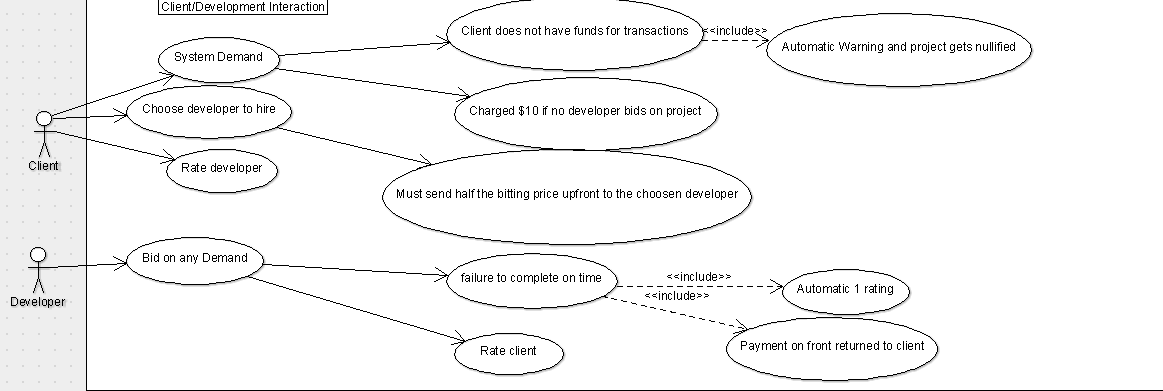 Client/Development Interaction
Client does not have funds for transactions
<<include>>
Automatic Warning and project gets nullified
System Demand
Choose developer to hire
Charged $10 if no developer bids on project
Client
Rate developer
Must send half the bitting price upfront to the choosen developer
Bid on any Demand
Developer
failure to complete on time
<<include>>
Automatic 1 rating
<<include>>
Rate client
Payment on front returned to client